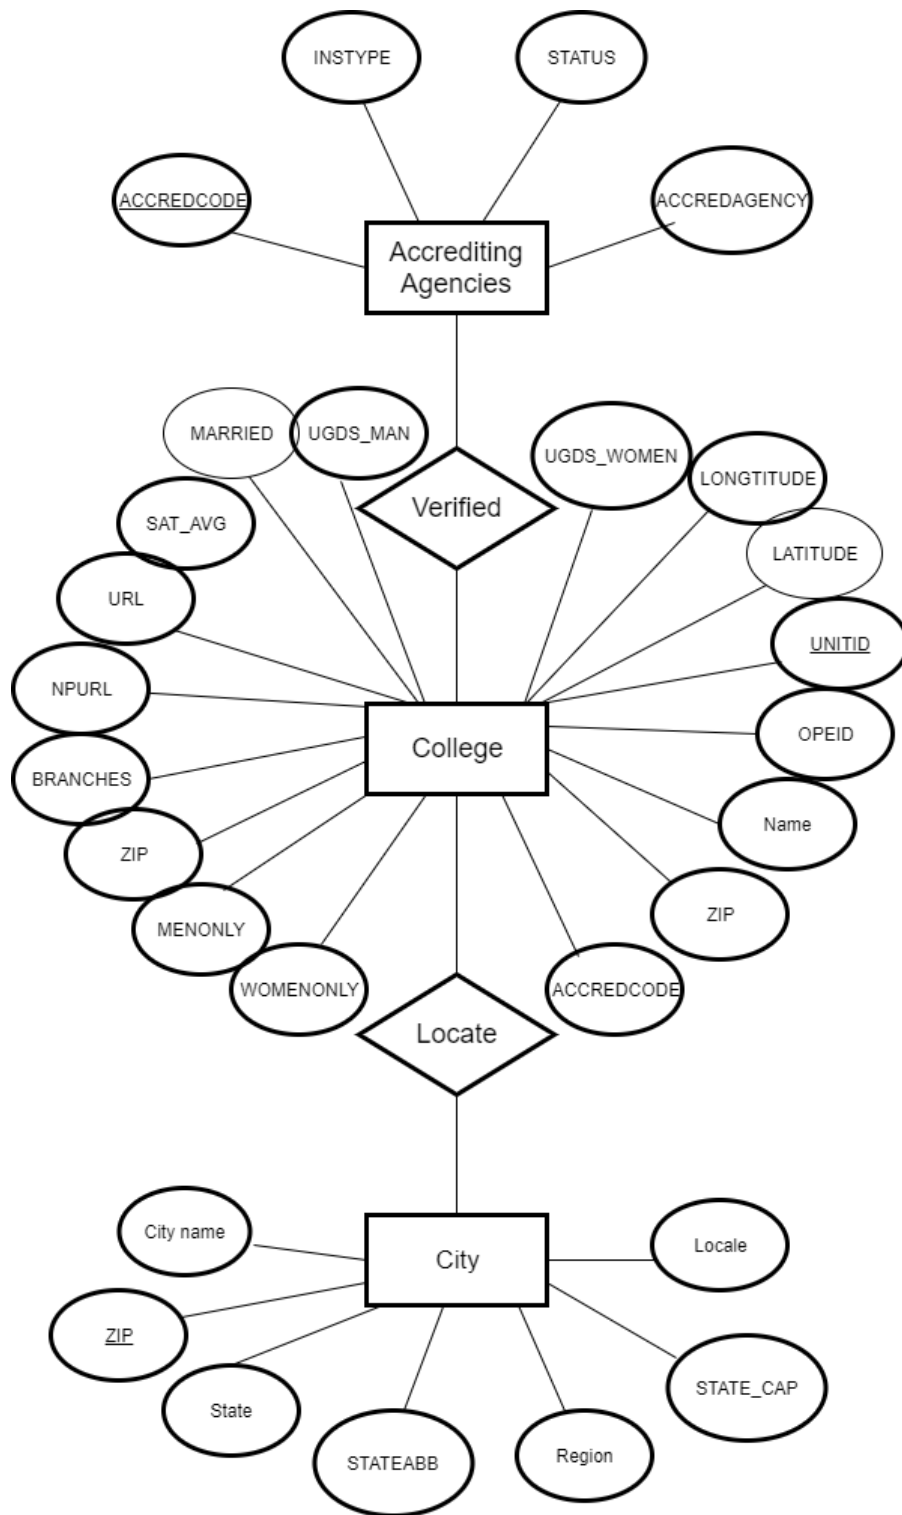 INSTYPE
STATUS
ACCREDCODE
ACCREDAGENCY
Accrediting
Agencies
MARRIED
UGDS_MAN
UGDS_WOMEN
LONGTITUDE
SAT_AVG
Verified
LATITUDE
URL
UNITID
NPURL
OPEID
College
BRANCHES
Name
ZIP
ZIP
MENONLY
WOMENONLY
ACCREDCODE
Locate
City name
Locale
City
ZIP
STATE_CAP
State
Region
STATEABB